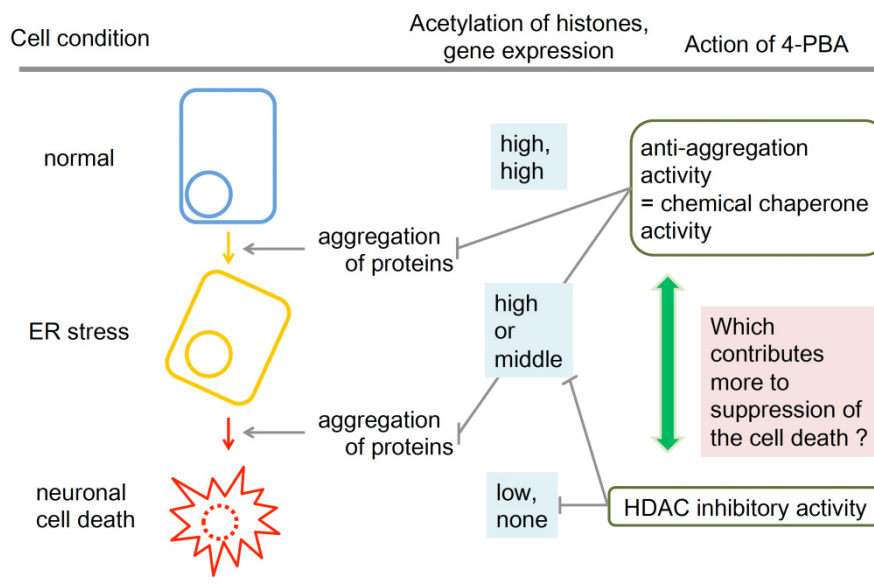 Cell condition
Acetylation of histones,
gene expression
Action of 4-PBA
normal
high,
high
anti-aggregation
activity
= chemical chaperone
activity
aggregation
of proteins
ER stress
high
or
middle
Which
contributes
more to
suppression of
the cell death ?
aggregation
of proteins
neuronal
cell death
low,
none
HDAC inhibitory activity